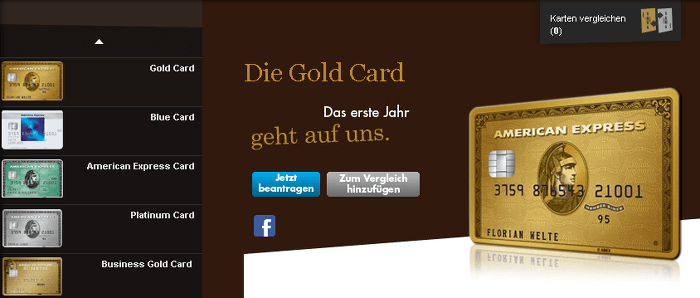 Karten vergleichen
(0)
Gold Card
Blue Card
American Express Card
Platinum Card
Business Gold Card
Die Gold Card
Das erste Jahr
geht auf uns.
Jetzt
beantragen
Zum Vergleich
hinzufügen
f
AMERICAN EXPRESS
3759 876543 21001
95
FLORIAN HELTE